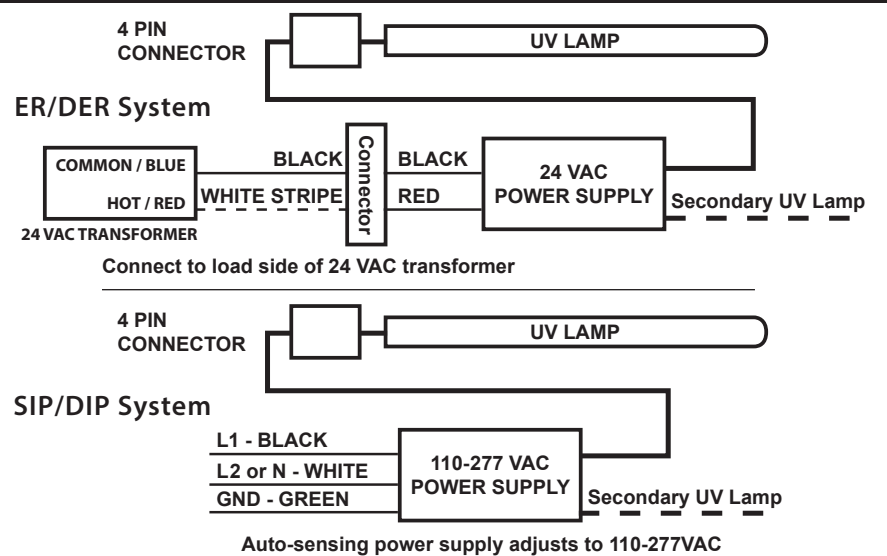 4 PIN
CONNECTOR
UV LAMP
ER/DER System
COMMON / BLUE
HOT / RED
24 VAC TRANSFORMER
BLACK
WHITE STRIPE
Connector
BLACK
RED
24 VAC
POWER SUPPLY
Secondary UV Lamp
Connect to load side of 24 VAC transformer
4 PIN
CONNECTOR
UV LAMP
SIP/DIP System
L1 - BLACK
L2 or N - WHITE
GND - GREEN
110-277 VAC
POWER SUPPLY
Secondary UV Lamp
Auto-sensing power supply adjusts to 110-277VAC